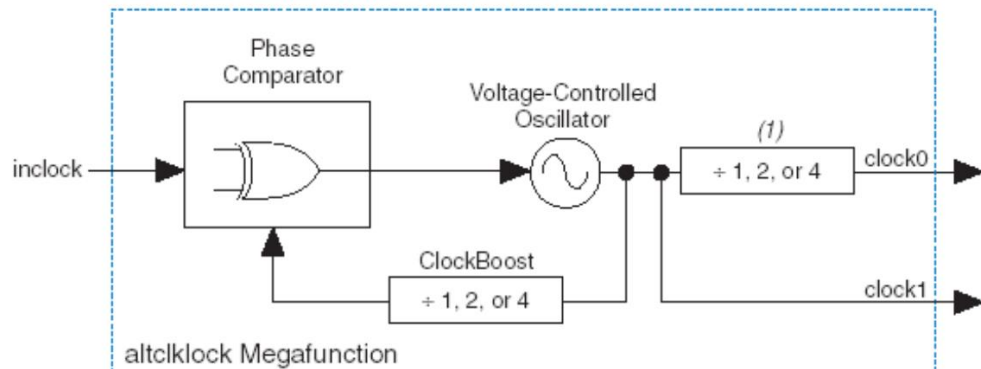 Phase
Comparator
Voltage-Controlled
Oscillator
(1)
inclock
÷ 1, 2, or 4
clock0
ClockBoost
÷ 1, 2, or 4
clock1
altclklock Megafunction